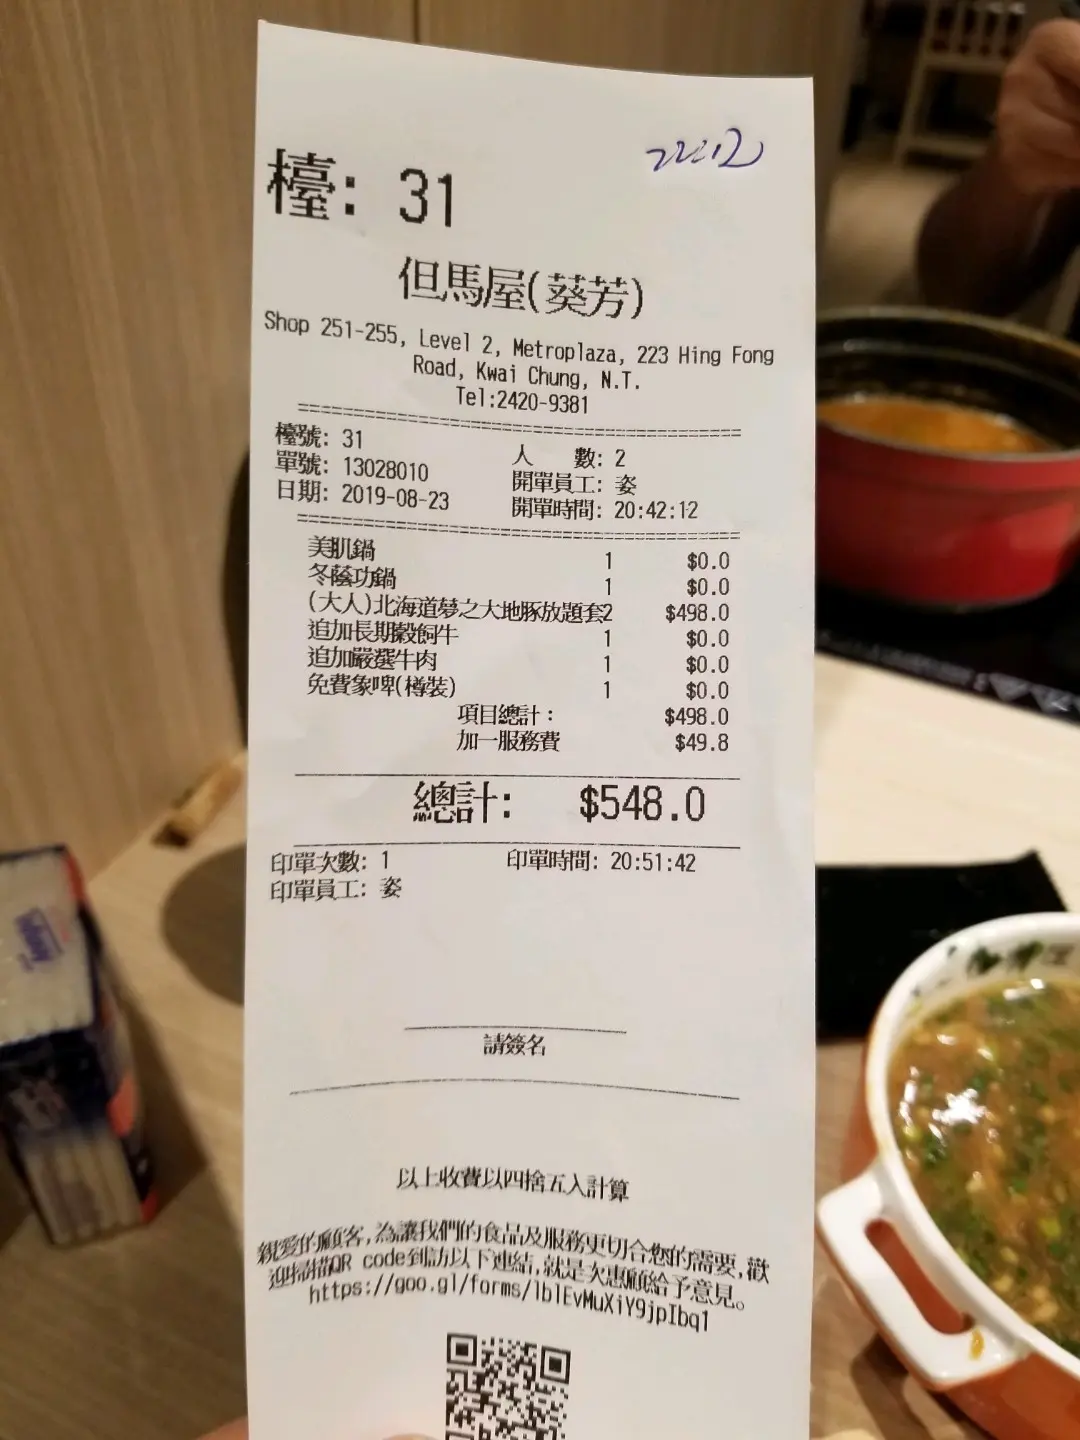 22:12
檯: 31
但馬屋(葵芳)
Shop 251-255, Level 2, Metroplaza, 223 Hing Fong
Road, Kwai Chung, N.T.
Tel:2420-9381
檯號: 31 人 數: 2
單號: 13028010 開單員工: 姿
日期: 2019-08-23 開單時間: 20:42:12
美肌鍋 1 $0.0
冬蔭功鍋 1 $0.0
(大人)北海道夢之大地豚放題套2 $498.0
追加長期穀飼牛 1 $0.0
追加嚴選牛肉 1 $0.0
免費象啤(樽裝) 1 $0.0
項目總計: $498.0
加一服務費 $49.8
總計: $548.0
印單次數: 1 印單時間: 20:51:42
印單員工: 姿
請簽名
以上收費以四捨五入計算
親愛的顧客,為讓我們的食品及服務更切合您的需要,歡
迎掃描QR code到訪以下連結,就是次惠顧給予意見。
https://goo.gl/forms/lblEvMuXiY9jpIbq1